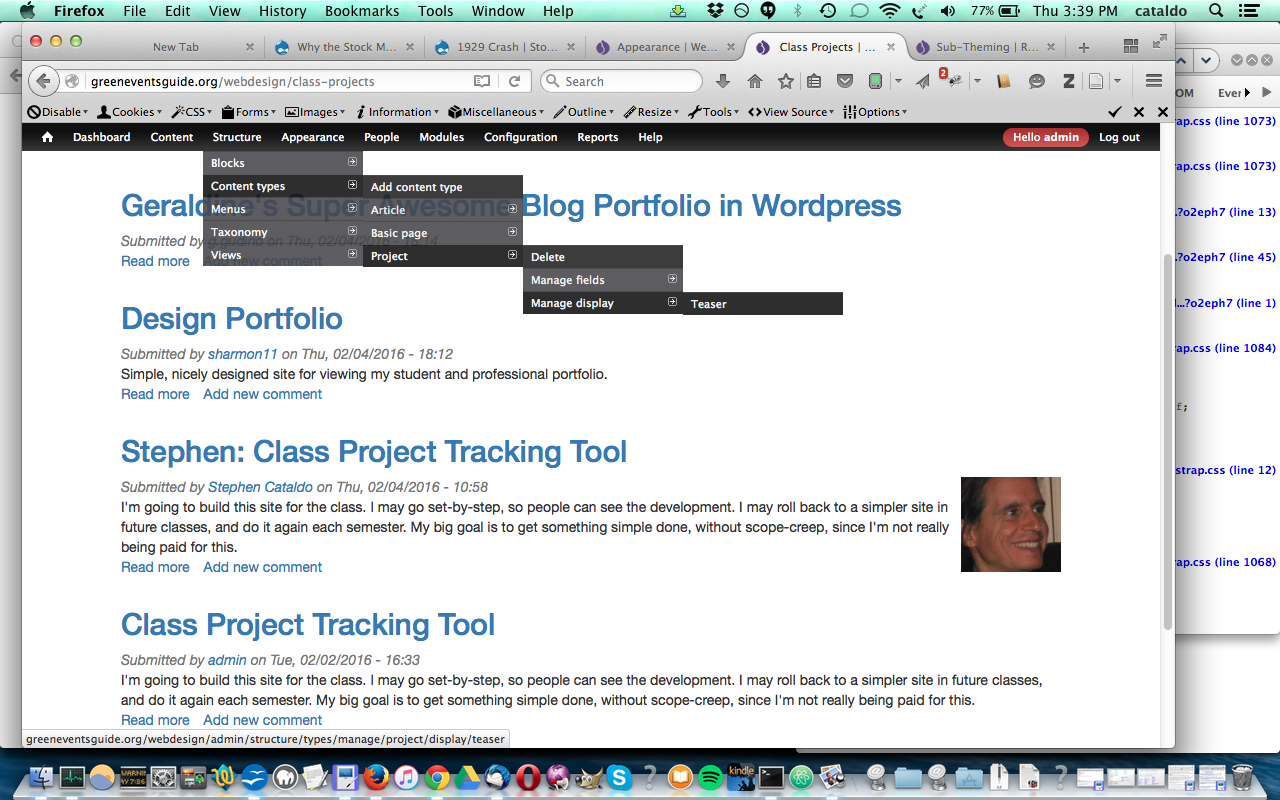 Firefox File Edit View History Bookmarks Tools Window Help 77% Thu 3:39 PM cataldo
New Tab Why the Stock M... 1929 Crash | Sto... Appearance | We... Class Projects | ... Sub-Theming | R...
greeneventsguide.org/webdesign/class-projects Search 2
Disable Cookies CSS Forms Images Information Miscellaneous Outline Resize Tools View Source Options
Dashboard Content Structure Appearance People Modules Configuration Reports Help Hello admin Log out
Blocks
Content types
Menus
Taxonomy
Views
Add content type
Article
Basic page
Project
Delete
Manage fields
Manage display
Teaser
Geraldine's Super Awesome Blog Portfolio in Wordpress
Submitted by g.gudino on Thu, 02/04/2016 - 18:14
Read more Add new comment
Design Portfolio
Submitted by sharmon11 on Thu, 02/04/2016 - 18:12
Simple, nicely designed site for viewing my student and professional portfolio.
Read more Add new comment
Stephen: Class Project Tracking Tool
Submitted by Stephen Cataldo on Thu, 02/04/2016 - 10:58
I'm going to build this site for the class. I may go set-by-step, so people can see the development. I may roll back to a simpler site in
future classes, and do it again each semester. My big goal is to get something simple done, without scope-creep, since I'm not really
being paid for this.
Read more Add new comment
Class Project Tracking Tool
Submitted by admin on Tue, 02/02/2016 - 16:33
I'm going to build this site for the class. I may go set-by-step, so people can see the development. I may roll back to a simpler site in future classes,
and do it again each semester. My big goal is to get something simple done, without scope-creep, since I'm not really being paid for this.
Read more Add new comment
greeneventsguide.org/webdesign/admin/structure/types/manage/project/display/teaser
OM Ever
ap.css (line 1073)
ap.css (line 1073)
.?o2eph7 (line 13)
.?o2eph7 (line 45)
l...?o2eph7 (line 1)
rap.css (line 1084)
f;
strap.css (line 12)
rap.css (line 1068)
kindle